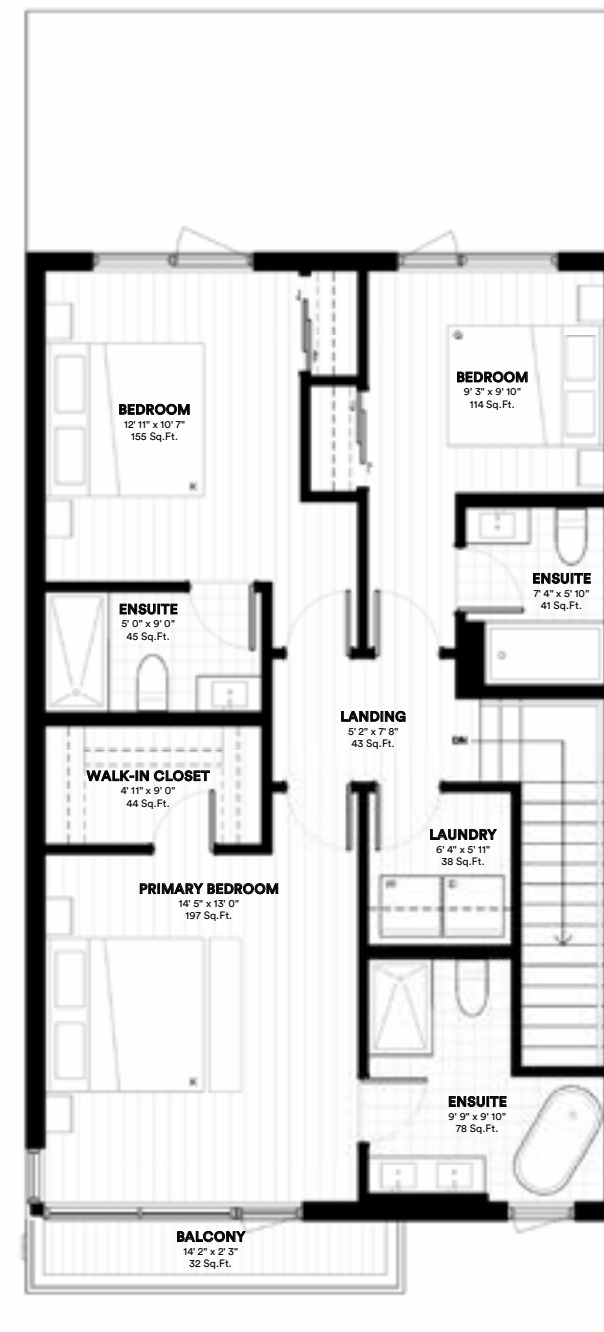 BEDROOM
12' 11" x 10' 7"
155 Sq.Ft.
K
BEDROOM
9' 3" x 9' 10"
114 Sq.Ft.
Q
ENSUITE
7' 4" x 5' 10"
41 Sq.Ft.
ENSUITE
5' 0" x 9' 0"
45 Sq.Ft.
LANDING
5' 2" x 7' 8"
43 Sq.Ft.
DN
WALK-IN CLOSET
4' 11" x 9' 0"
44 Sq.Ft.
LAUNDRY
6' 4" x 5' 11"
38 Sq.Ft.
PRIMARY BEDROOM
14' 5" x 13' 0"
197 Sq.Ft.
K
ENSUITE
9' 9" x 9' 10"
78 Sq.Ft.
BALCONY
14' 2" x 2' 3"
32 Sq.Ft.